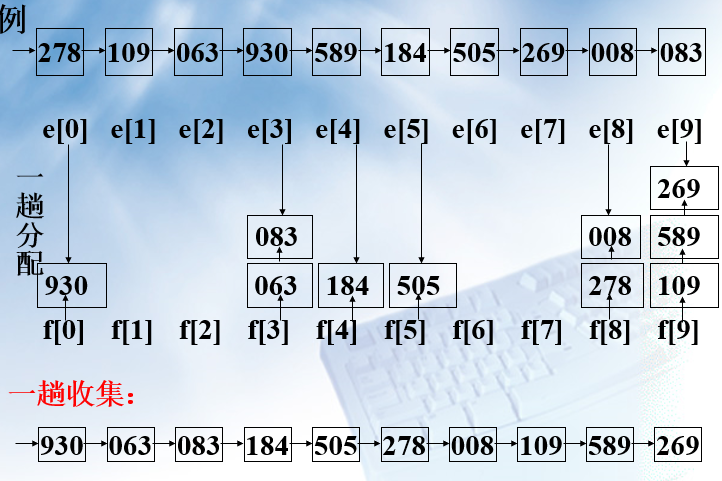 例
278 109 063 930 589 184 505 269 008 083
e[0] e[1] e[2] e[3] e[4] e[5] e[6] e[7] e[8] e[9]
一趟分配
269
083 008 589
930 063 184 505 278 109
f[0] f[1] f[2] f[3] f[4] f[5] f[6] f[7] f[8] f[9]
一趟收集：
930 063 083 184 505 278 008 109 589 269